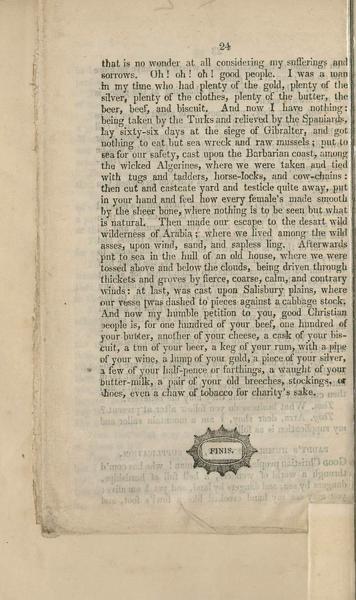 24
that is no wonder at all considering my sufferings and
sorrows. Oh! oh! oh! good people. I was a man
in my time who had plenty of the gold, plenty of the
silver, plenty of the clothes, plenty of the butter, the
beer, beef, and biscuit. And now I have nothing:
being taken by the Turks and relieved by the Spaniards,
lay sixty-six days at the siege of Gibralter, and got
nothing to eat but sea wreck and raw mussels; put to
sea for our safety, cast upon the Barbarian coast, among
the wicked Algerines, where we were taken and tied
with tugs and tadders, horse-locks, and cow-chains:
then cut and castcate yard and testicle quite away, put
in your hand and feel how every female's made smooth
by the sheer bone, where nothing is to be seen but what
is natural. Then made our escape to the desart wild
wilderness of Arabia; where we lived among the wild
asses, upon wind, sand, and sapless ling. Afterwards
put to sea in the hull of an old house, where we were
tossed above and below the clouds, being driven through
thickets and groves by fierce, coarse, calm, and contrary
winds: at last, was cast upon Salisbury plains, where
our vesse [was dashed to pieces against a cabbage stock.
And now my humble petition to you, good Christian
people is, for one hundred of your beef, one hundred of
your butter, another of your cheese, a cask of your bis-
cuit, a tun of your beer, a keg of your rum, with a pipe
of your wine, a lump of your gold, a piece of your silver,
a few of your half-pence or farthings, a waught of your
butter-milk, a pair of your old breeches, stockings, or
shoes, even a chaw of tobacco for charity's sake.
FINIS.